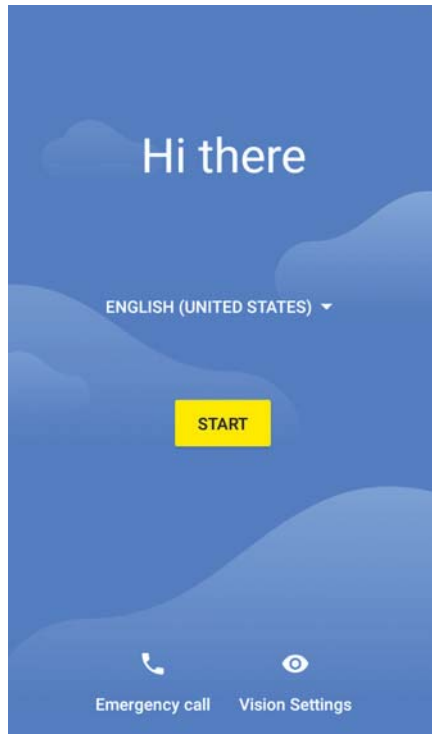 Hi there
ENGLISH (UNITED STATES)
START
Emergency call Vision Settings